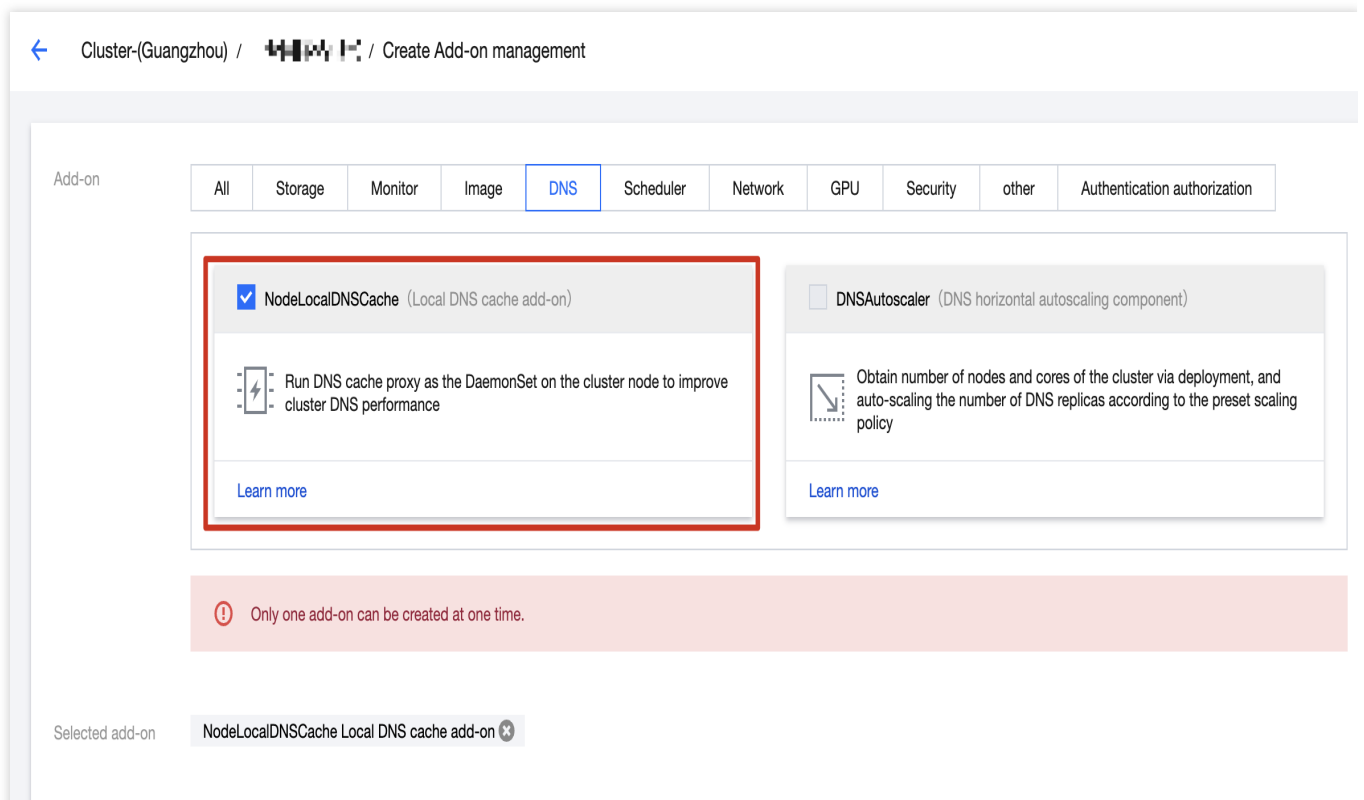 Cluster-(Guangzhou) / / Create Add-on management
Add-on
All Storage Monitor Image DNS Scheduler Network GPU Security other Authentication authorization
NodeLocalDNSCache (Local DNS cache add-on)
Run DNS cache proxy as the DaemonSet on the cluster node to improve
cluster DNS performance
Learn more
DNSAutoscaler (DNS horizontal autoscaling component)
Obtain number of nodes and cores of the cluster via deployment, and
auto-scaling the number of DNS replicas according to the preset scaling
policy
Learn more
Only one add-on can be created at one time.
Selected add-on
NodeLocalDNSCache Local DNS cache add-on